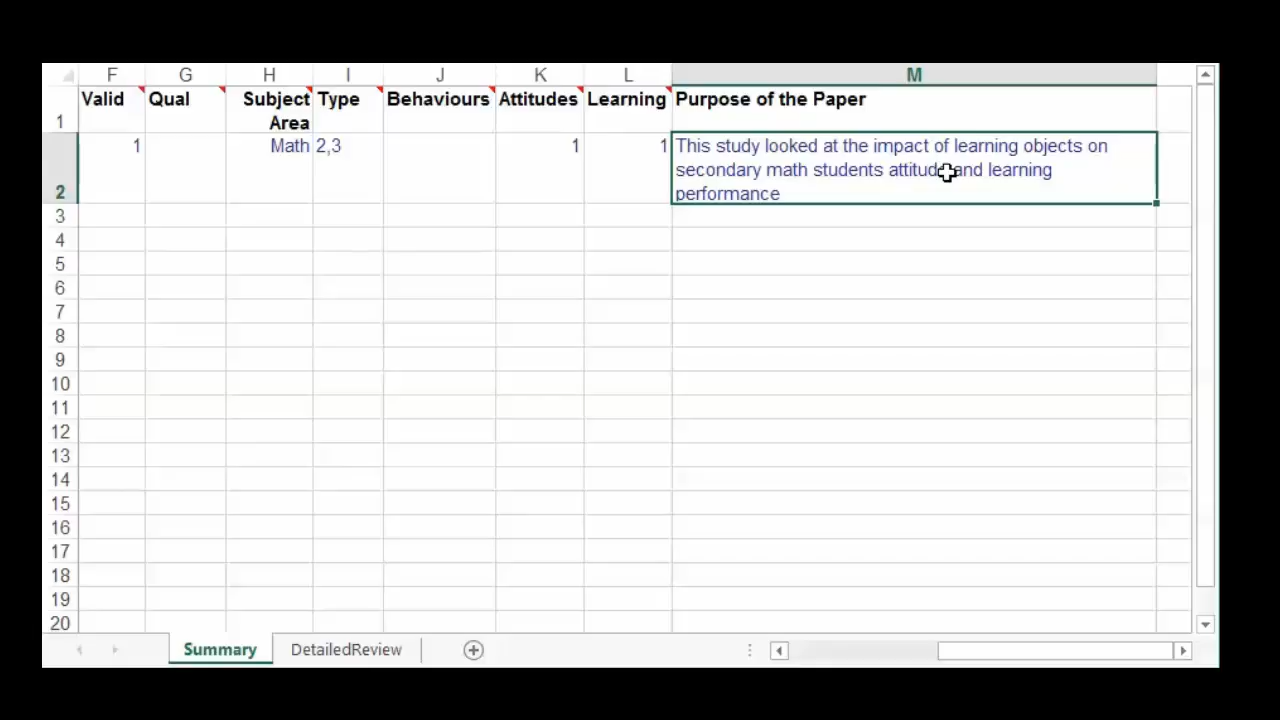 F G H I J K L M
Valid Qual Subject Type Behaviours Attitudes Learning Purpose of the Paper
1 Area
1 Math 2,3 1 1 This study looked at the impact of learning objects on
secondary math students and learning
2 performance
3
4
5
6
7
8
9
10
11
12
13
14
15
16
17
18
19
20
Summary DetailedReview